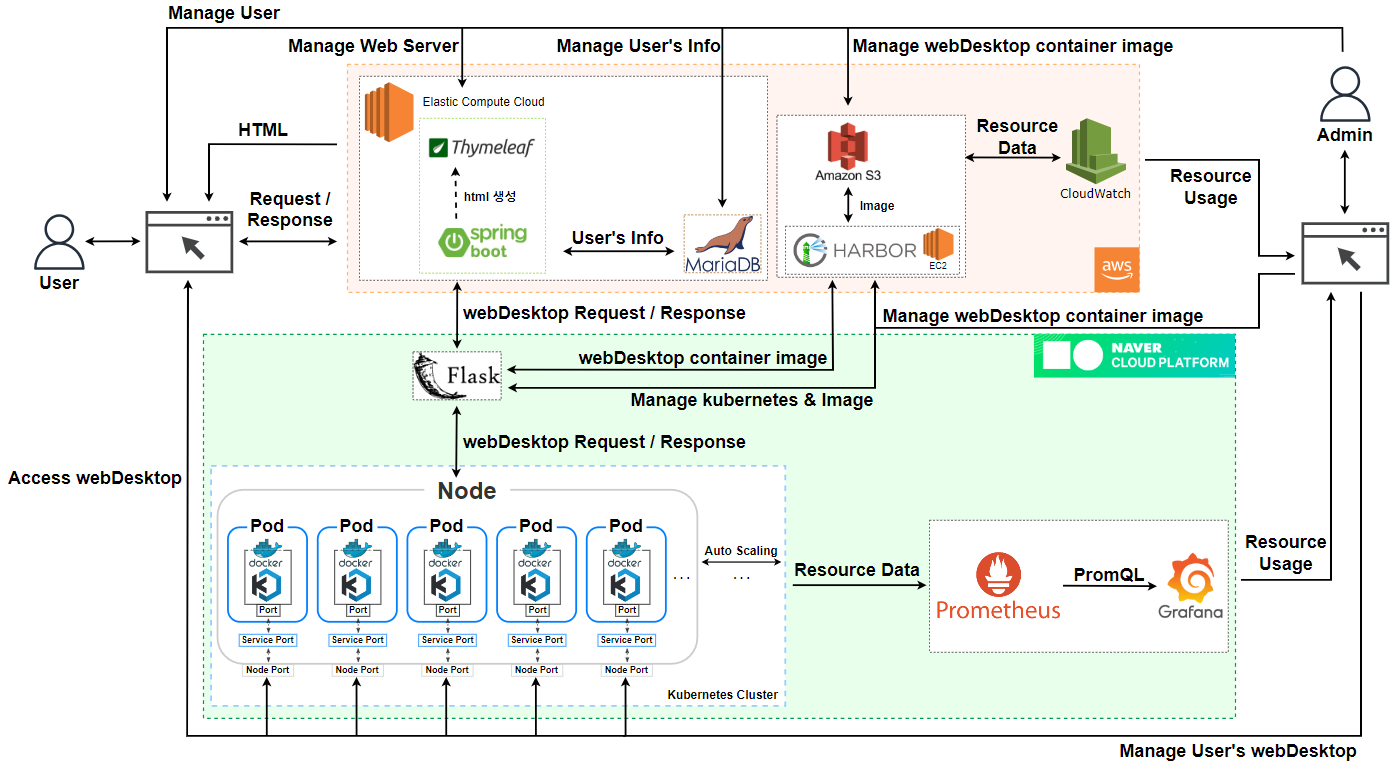 Manage User
Manage Web Server
Manage User's Info
Manage webDesktop container image
Elastic Compute Cloud
Thymeleaf
html 생성
spring
boot
User's Info
MariaDB
HTML
Request /
Response
User
Amazon S3
Image
HARBOR
EC2
Resource
Data
CloudWatch
aws
Resource
Usage
Admin
webDesktop Request / Response
Manage webDesktop container image
NAVER
CLOUD PLATFORM
Flask
webDesktop container image
Manage kubernetes & Image
webDesktop Request / Response
Access webDesktop
Node
Pod
Pod
Pod
Pod
Pod
docker
docker
docker
docker
docker
Port
Port
Port
Port
Port
Service Port
Service Port
Service Port
Service Port
Service Port
Node Port
Node Port
Node Port
Node Port
Node Port
...
Auto Scaling
...
Kubernetes Cluster
Resource Data
Prometheus
PromQL
Grafana
Resource
Usage
Manage User's webDesktop